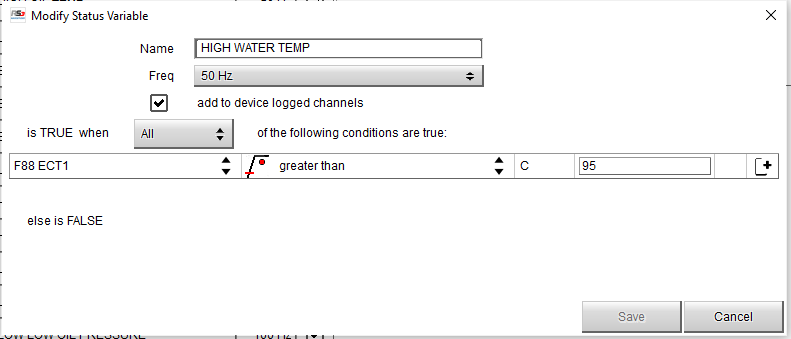 Modify Status Variable
Name HIGH WATER TEMP
Freq 50 Hz
add to device logged channels
is TRUE when All of the following conditions are true:
F88 ECT1 greater than C 95
else is FALSE
Save Cancel